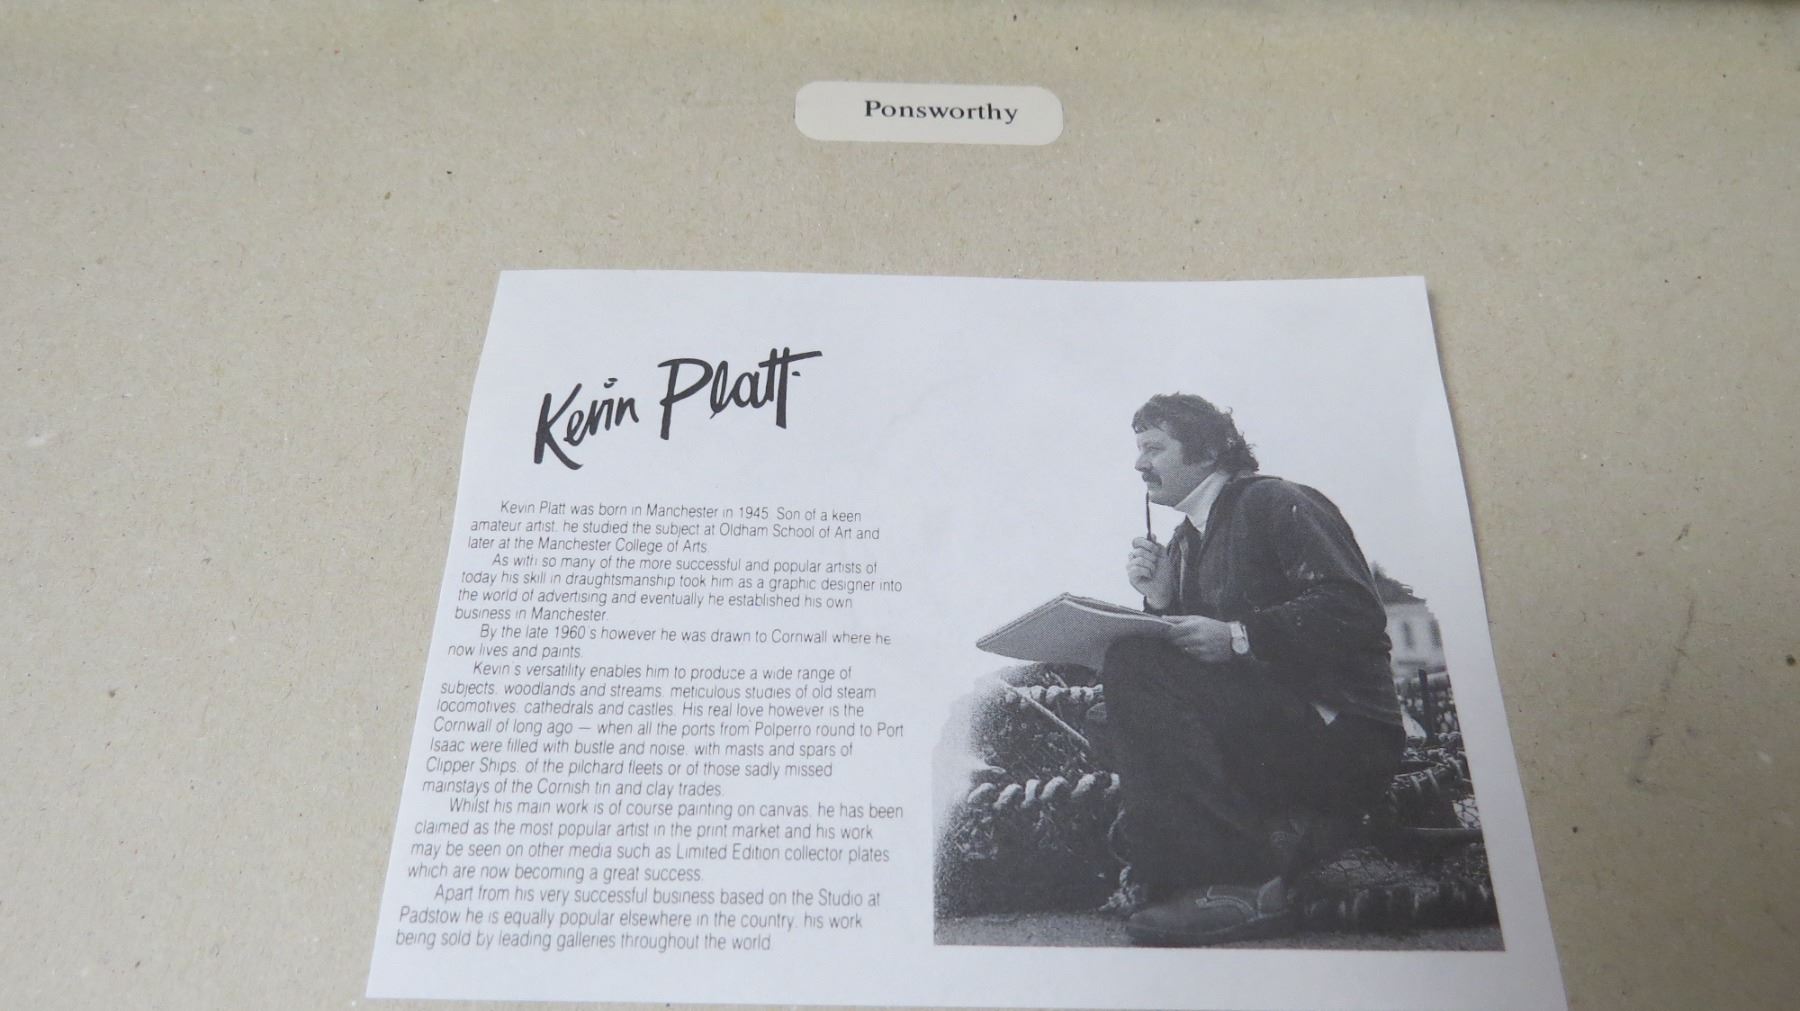 Ponsworthy
Kevin Platt
Kevin Platt was born in Manchester in 1945. Son of a keen
amateur artist, he studied the subject at Oldham School of Art and
later at the Manchester College of Arts.
As with so many of the more successful and popular artists of
today his skill in draughtsmanship took him as a graphic designer into
the world of advertising and eventually he established his own
business in Manchester.
By the late 1960's however he was drawn to Cornwall where he
now lives and paints.
Kevin's versatility enables him to produce a wide range of
subjects, woodlands and streams, meticulous studies of old steam
locomotives, cathedrals and castles. His real love however is the
Cornwall of long ago — when all the ports from Polperro round to Port
Isaac were filled with bustle and noise, with masts and spars of
Clipper Ships, of the pilchard fleets or of those sadly missed
mainstays of the Cornish tin and clay trades.
Whilst his main work is of course painting on canvas, he has been
claimed as the most popular artist in the print market and his work
may be seen on other media such as Limited Edition collector plates
which are now becoming a great success.
Apart from his very successful business based on the Studio at
Padstow he is equally popular elsewhere in the country, his work
being sold by leading galleries throughout the world